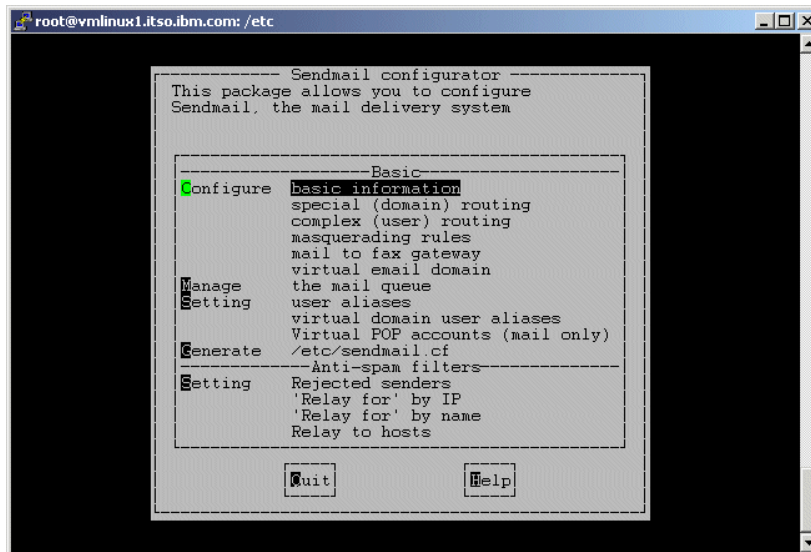 root@vmlinux1.itso.ibm.com: /etc
Sendmail configurator
This package allows you to configure
Sendmail, the mail delivery system
Basic
Configure basic information
special (domain) routing
complex (user) routing
masquerading rules
mail to fax gateway
virtual email domain
Manage the mail queue
Setting user aliases
virtual domain user aliases
Virtual POP accounts (mail only)
Generate /etc/sendmail.cf
Anti-spam filters
Setting Rejected senders
'Relay for' by IP
'Relay for' by name
Relay to hosts
Quit Help